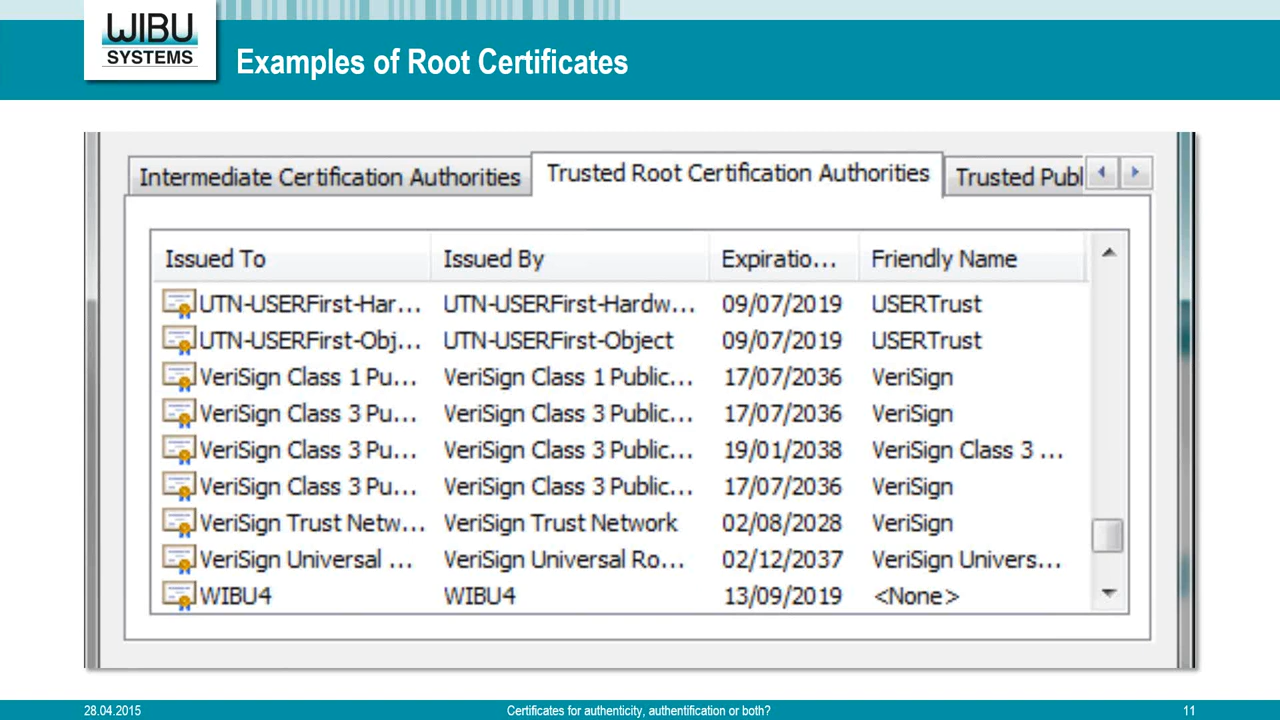 WIBU
SYSTEMS
Examples of Root Certificates
Intermediate Certification Authorities Trusted Root Certification Authorities Trusted Publ
Issued To Issued By Expiratio... Friendly Name
UTN-USERFirst-Har... UTN-USERFirst-Hardw... 09/07/2019 USERTrust
UTN-USERFirst-Obj... UTN-USERFirst-Object 09/07/2019 USERTrust
VeriSign Class 1 Pu... VeriSign Class 1 Public... 17/07/2036 VeriSign
VeriSign Class 3 Pu... VeriSign Class 3 Public... 17/07/2036 VeriSign
VeriSign Class 3 Pu... VeriSign Class 3 Public... 19/01/2038 VeriSign Class 3 ...
VeriSign Class 3 Pu... VeriSign Class 3 Public... 17/07/2036 VeriSign
VeriSign Trust Netw... VeriSign Trust Network 02/08/2028 VeriSign
VeriSign Universal ... VeriSign Universal Ro... 02/12/2037 VeriSign Univers...
WIBU4 WIBU4 13/09/2019 <None>
28.04.2015 Certificates for authenticity, authentification or both? 11